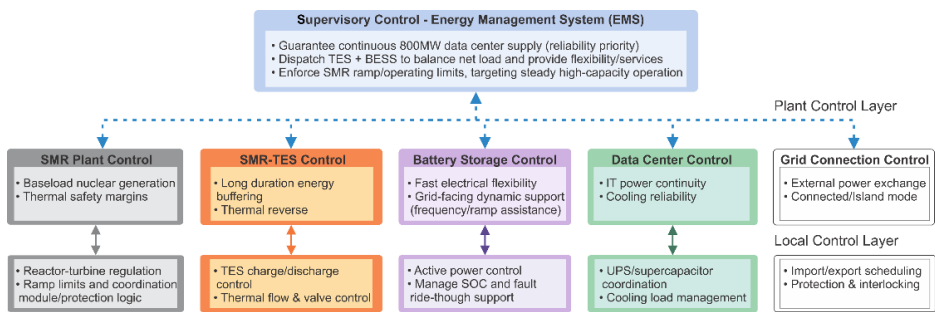 Supervisory Control - Energy Management System (EMS)
• Guarantee continuous 800MW data center supply (reliability priority)
• Dispatch TES + BESS to balance net load and provide flexibility/services
• Enforce SMR ramp/operating limits, targeting steady high-capacity operation
Plant Control Layer
SMR Plant Control
• Baseload nuclear generation
• Thermal safety margins
SMR-TES Control
• Long duration energy
buffering
• Thermal reverse
Battery Storage Control
• Fast electrical flexibility
• Grid-facing dynamic support
(frequency/ramp assistance)
Data Center Control
• IT power continuity
• Cooling reliability
Grid Connection Control
• External power exchange
• Connected/Island mode
Local Control Layer
• Reactor-turbine regulation
• Ramp limits and coordination
module/protection logic
• TES charge/discharge
control
• Thermal flow & valve control
• Active power control
• Manage SOC and fault
ride-though support
• UPS/supercapacitor
coordination
• Cooling load management
• Import/export scheduling
• Protection & interlocking